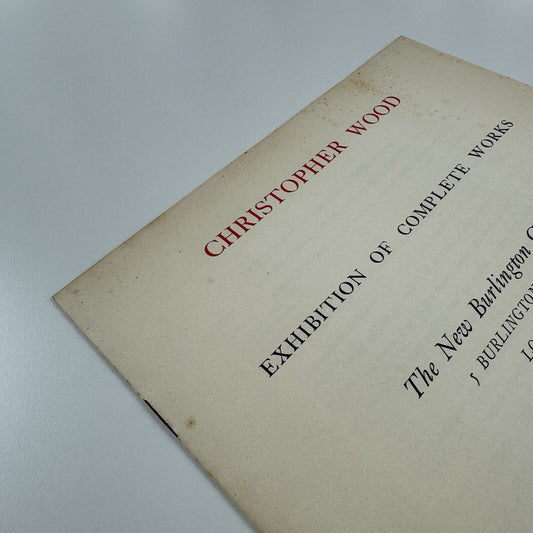 CHRISTOPHER WOOD
EXHIBITION OF COMPLETE WORKS
The New Burlington
5 BURLINGTON